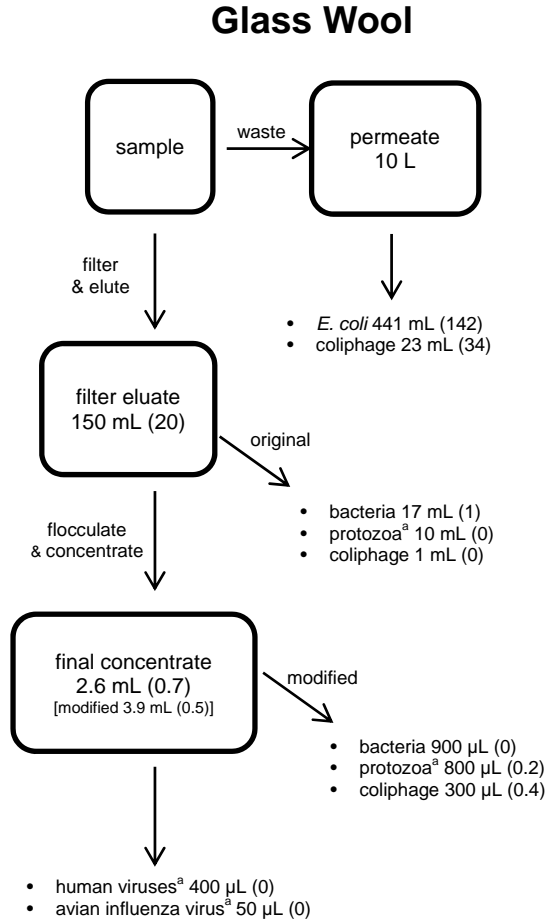 Glass Wool
sample
waste
permeate
10 L
filter
& elute
• E. coli 441 mL (142)
• coliphage 23 mL (34)
filter eluate
150 mL (20)
original
• bacteria 17 mL (1)
• protozoaᵃ 10 mL (0)
• coliphage 1 mL (0)
flocculate
& concentrate
final concentrate
2.6 mL (0.7)
[modified 3.9 mL (0.5)]
modified
• bacteria 900 µL (0)
• protozoaᵃ 800 µL (0.2)
• coliphage 300 µL (0.4)
• human virusesᵃ 400 µL (0)
• avian influenza virusᵃ 50 µL (0)